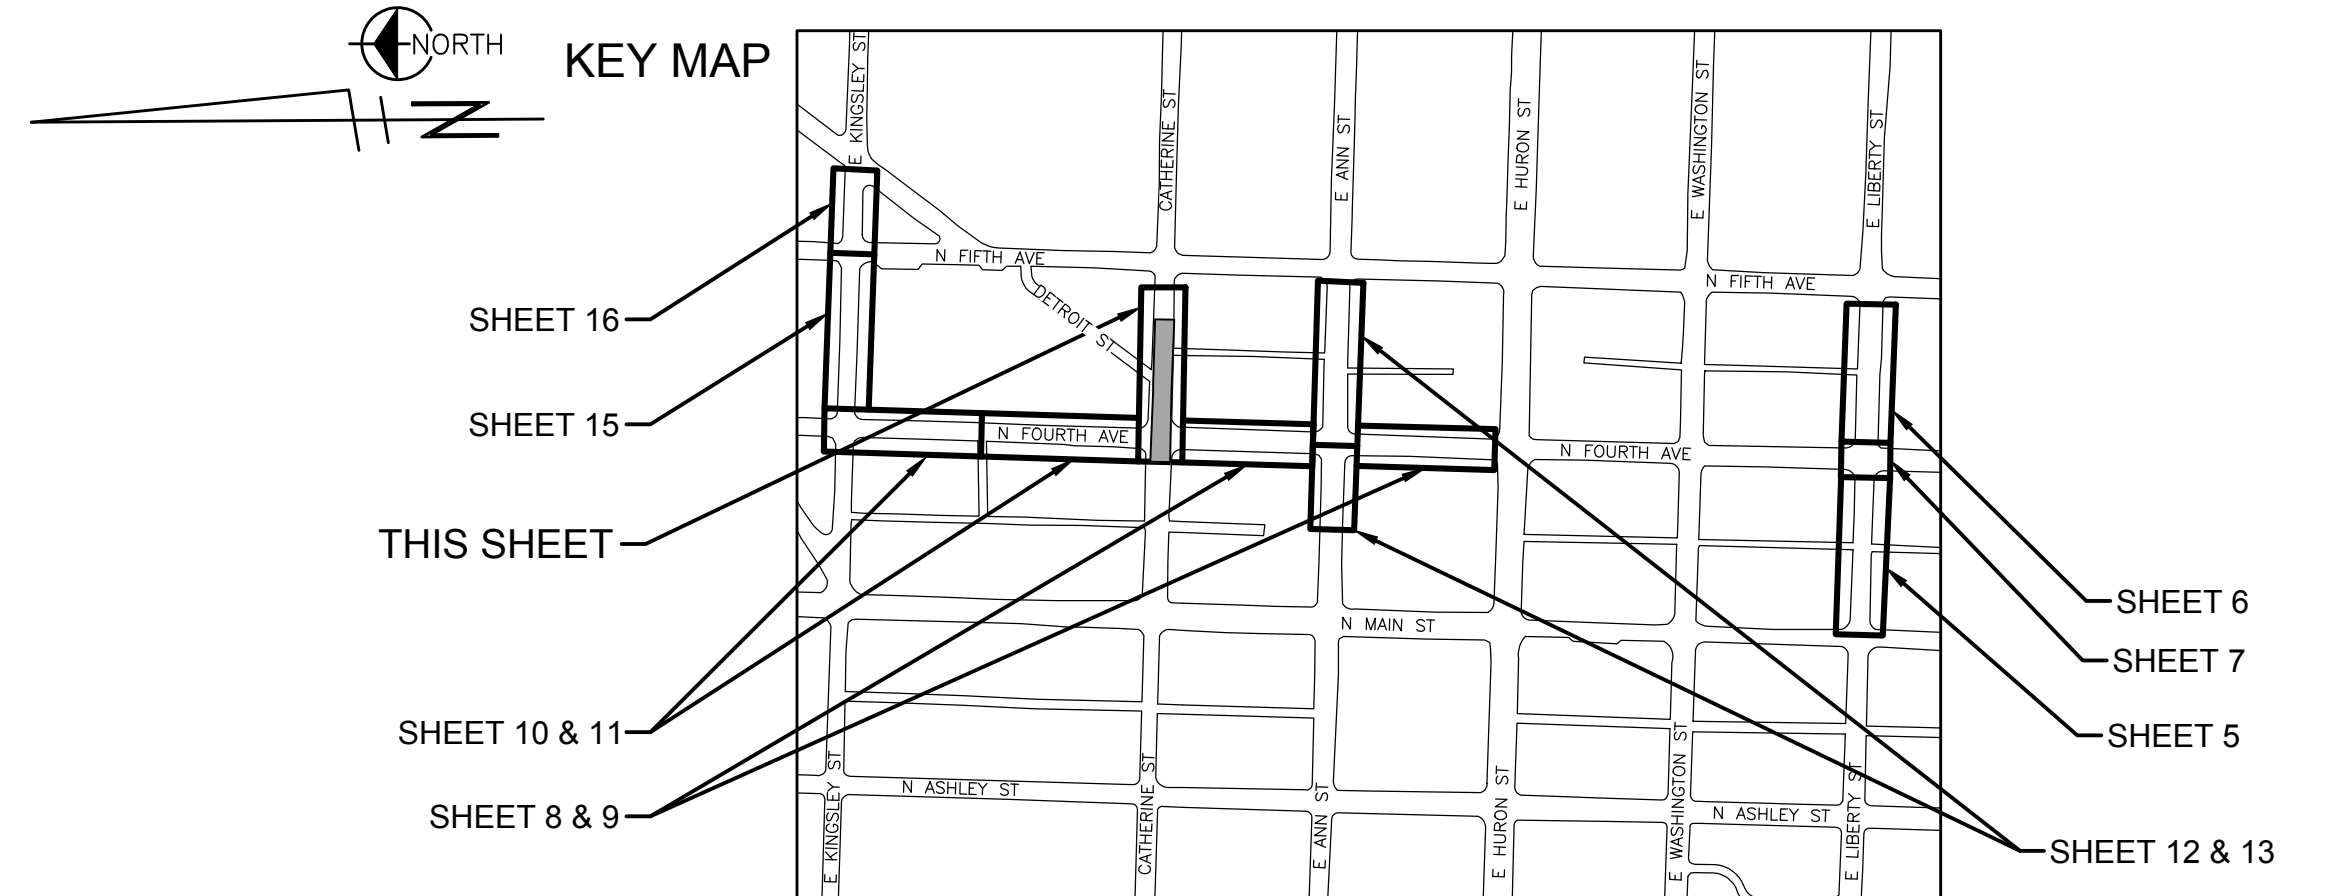 NORTH
KEY MAP
N
E KINGSLEY ST
CATHERINE ST
E ANN ST
E HURON ST
E WASHINGTON ST
E LIBERTY ST
N FIFTH AVE
N FIFTH AVE
DETROIT ST
SHEET 16
SHEET 15
N FOURTH AVE
N FOURTH AVE
THIS SHEET
SHEET 6
N MAIN ST
SHEET 7
SHEET 10 & 11
SHEET 5
SHEET 8 & 9
N ASHLEY ST
N ASHLEY ST
E KINGSLEY ST
CATHERINE ST
E ANN ST
E HURON ST
E WASHINGTON ST
E LIBERTY ST
SHEET 12 & 13